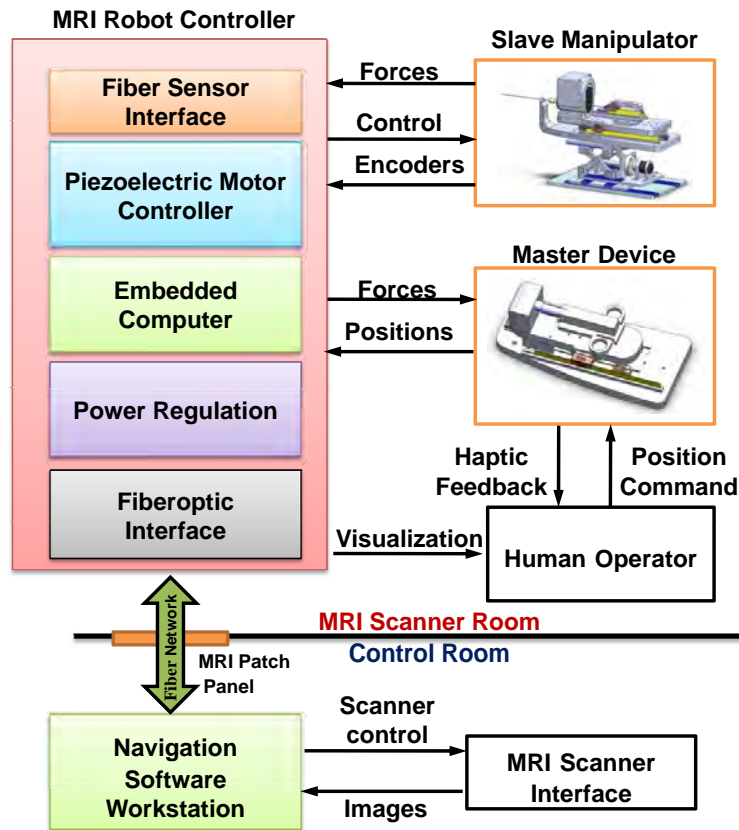 MRI Robot Controller
Fiber Sensor
Interface
Piezoelectric Motor
Controller
Embedded
Computer
Power Regulation
Fiberoptic
Interface
Forces
Control
Encoders
Slave Manipulator
Forces
Positions
Master Device
Haptic
Feedback
Position
Command
Visualization
Human Operator
MRI Scanner Room
Control Room
Fiber Network
MRI Patch
Panel
Navigation
Software
Workstation
Scanner
control
Images
MRI Scanner
Interface